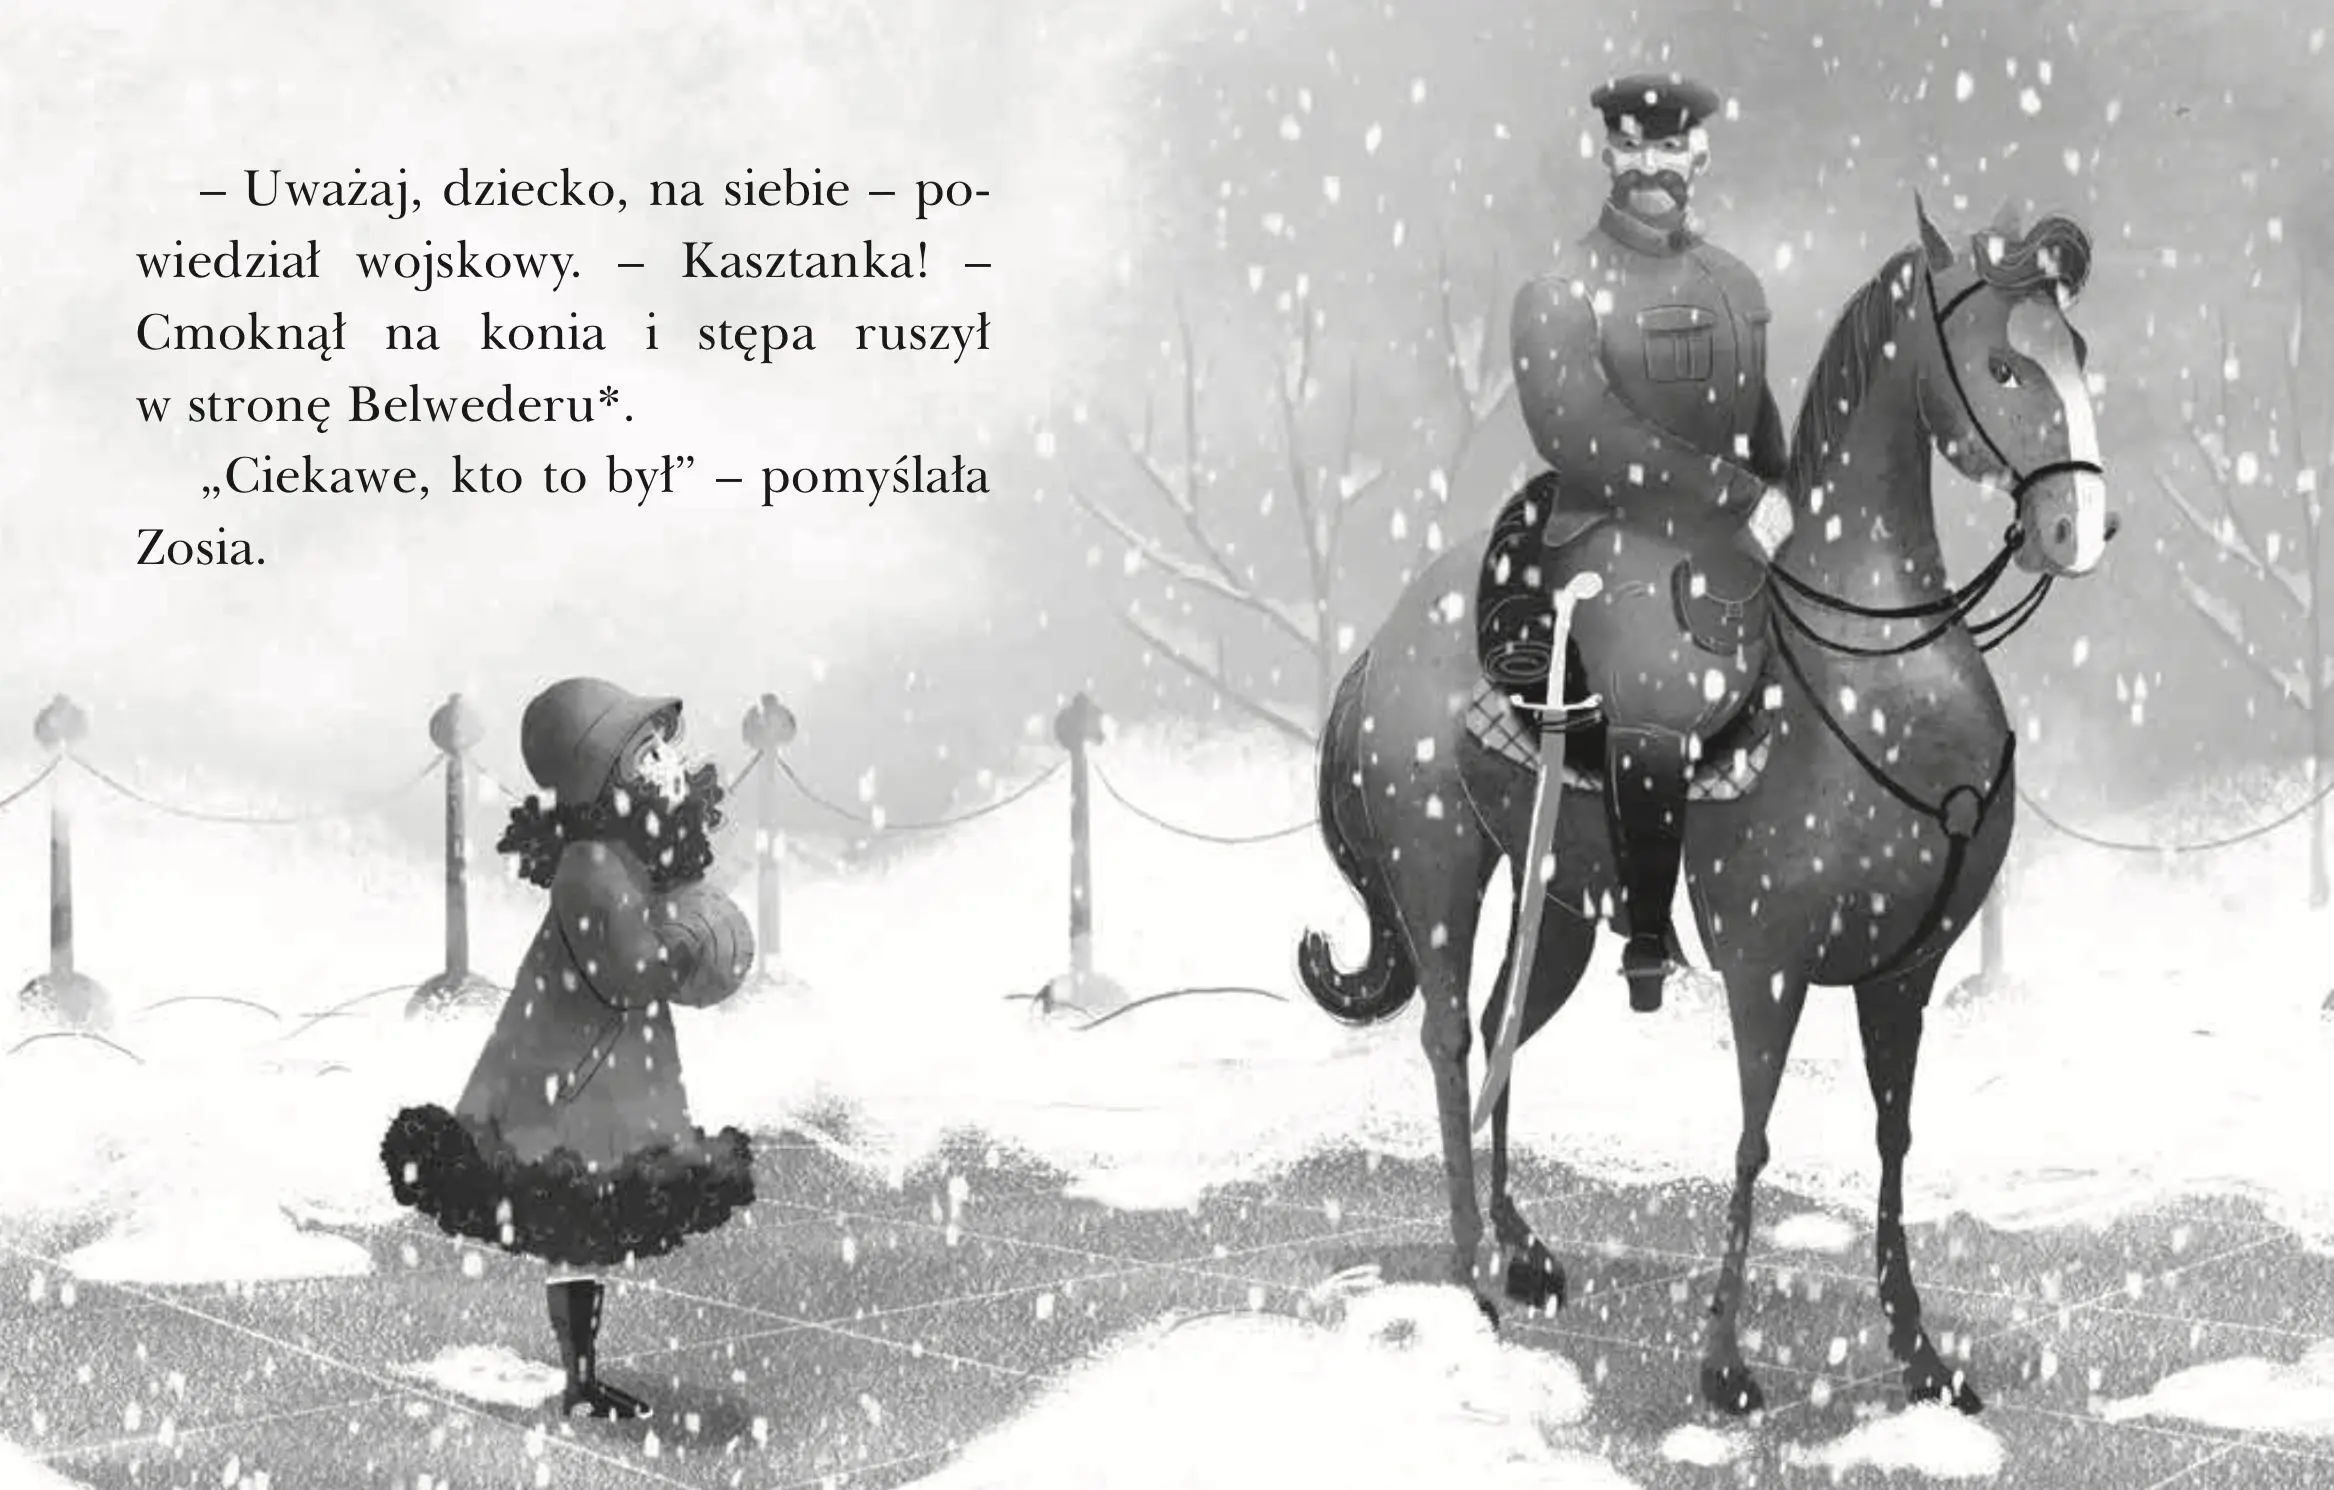 – Uważaj, dziecko, na siebie – po-
wiedział wojskowy. – Kasztanka! –
Cmoknął na konia i stępa ruszył
w stronę Belwederu*.
„Ciekawe, kto to był” – pomyślała
Zosia.